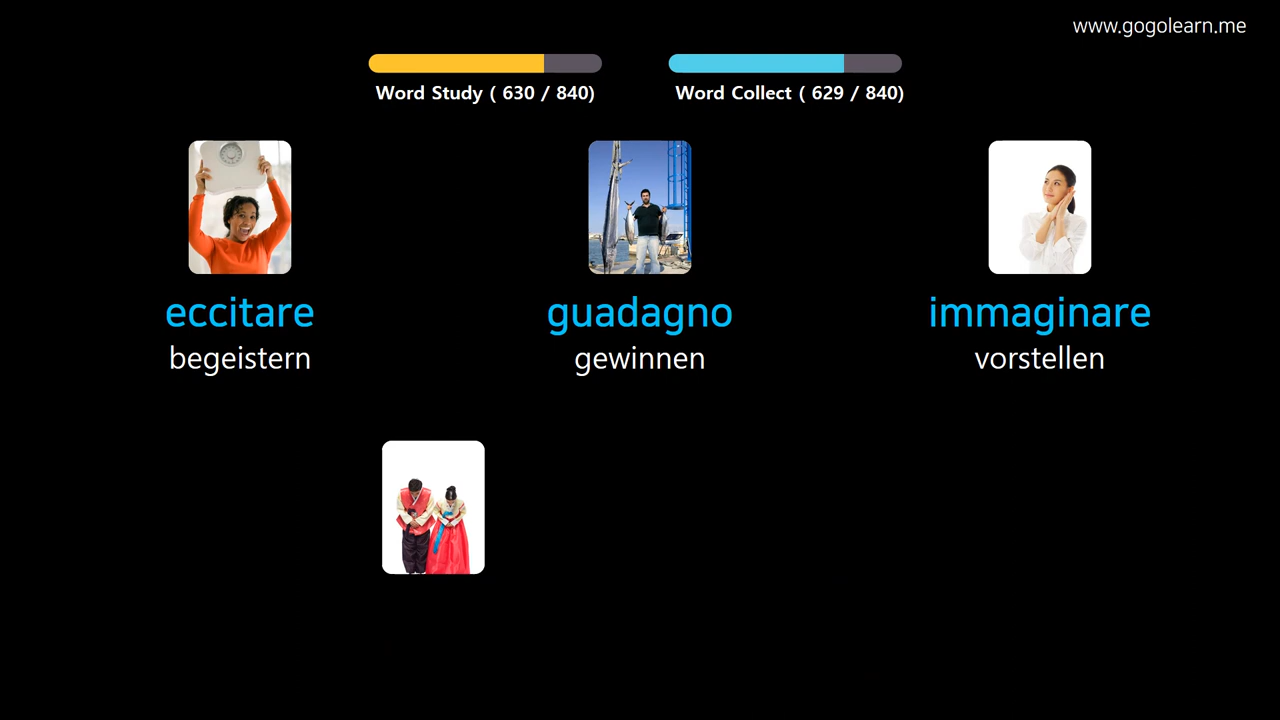 www.gogolearn.me
Word Study ( 630 / 840)
Word Collect ( 629 / 840)
eccitare
begeistern
guadagno
gewinnen
immaginare
vorstellen